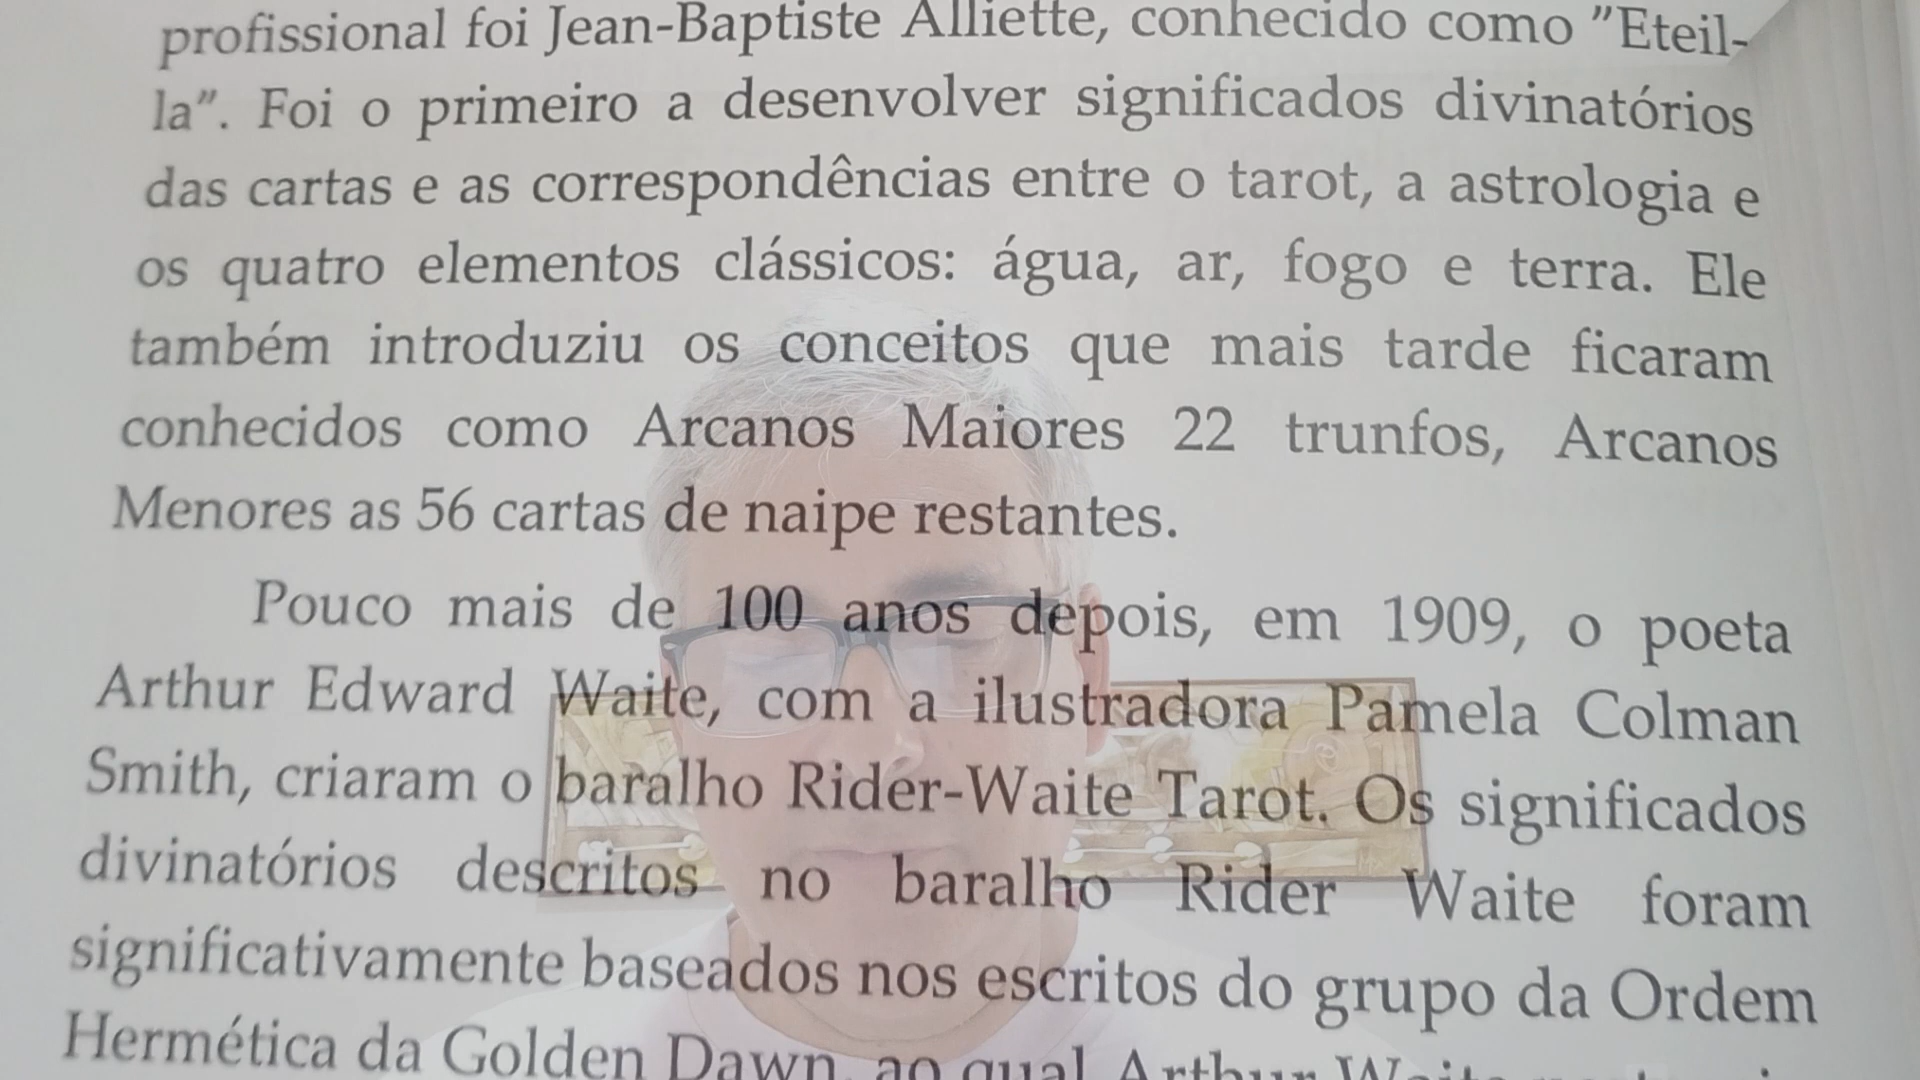 profissional foi Jean-Baptiste Alliette, conhecido como "Eteil-
la". Foi o primeiro a desenvolver significados divinatórios
das cartas e as correspondências entre o tarot, a astrologia e
os quatro elementos clássicos: água, ar, fogo e terra. Ele
também introduziu os conceitos que mais tarde ficaram
conhecidos como Arcanos Maiores 22 trunfos, Arcanos
Menores as 56 cartas de naipe restantes.
Pouco mais de 100 anos depois, em 1909, o poeta
Arthur Edward Waite, com a ilustradora Pamela Colman
Smith, criaram o baralho Rider-Waite Tarot. Os significados
divinatórios descritos no baralho Rider Waite foram
significativamente baseados nos escritos do grupo da Ordem
Hermética da Golden Dawn, ao qual Arthur Waite